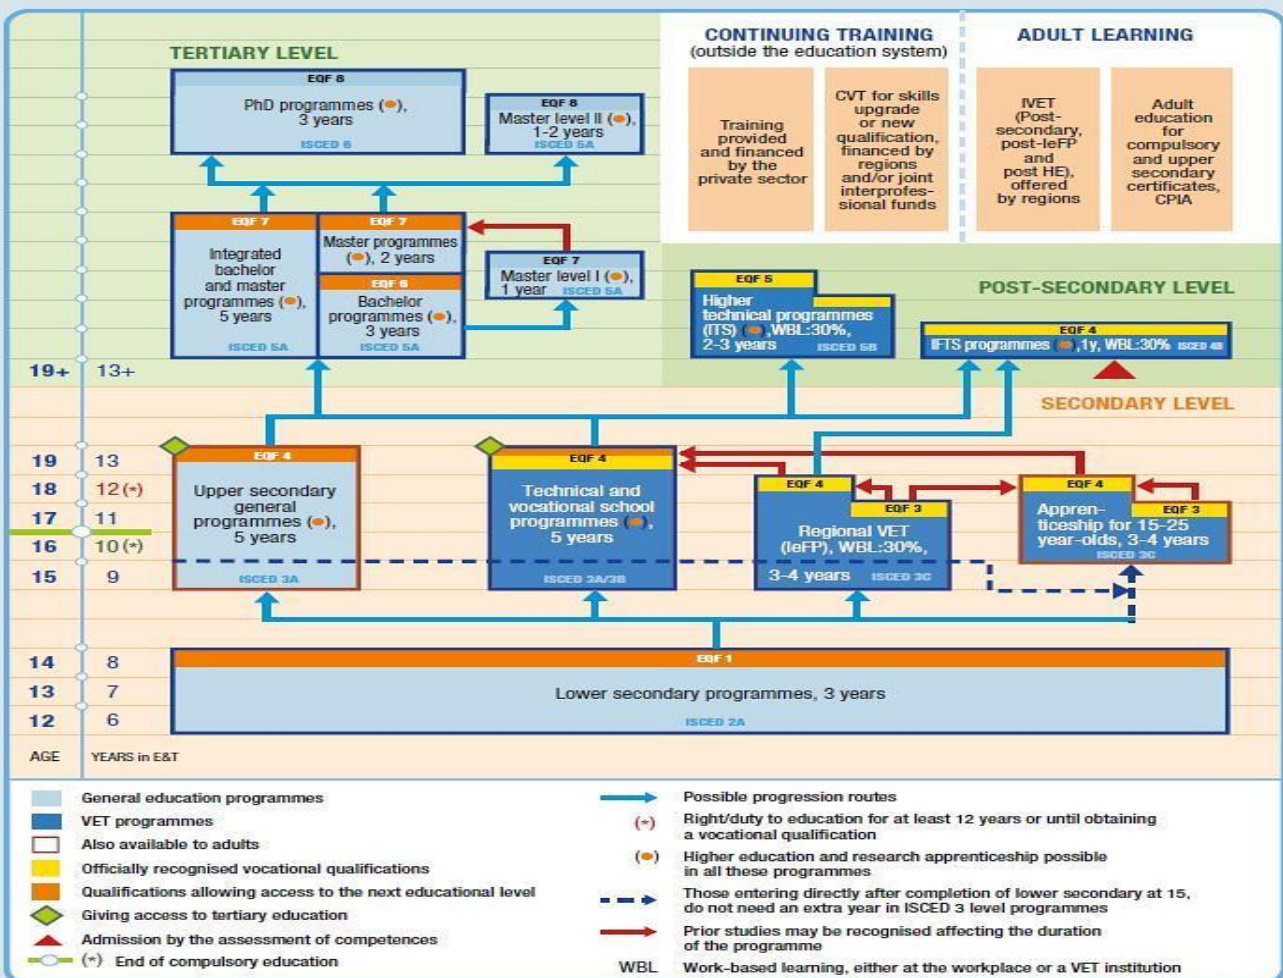 CONTINUING TRAINING
(outside the education system)
ADULT LEARNING
Training
provided
and financed
by the
private sector
CVT for skills
upgrade
or new
qualification,
financed by
regions
and/or joint
interprofes-
sional funds
IVET
(Post-
secondary,
post-IeFP
and
post HE),
offered
by regions
Adult
education
for
compulsory
and upper
secondary
certificates,
CPIA
TERTIARY LEVEL
EQF 8
PhD programmes (●),
3 years
ISCED 6
EQF 8
Master level II (●),
1-2 years
ISCED 5A
EQF 7
Integrated
bachelor
and master
programmes (●),
5 years
ISCED 5A
EQF 7
Master programmes
(●), 2 years
EQF 6
Bachelor
programmes (●),
3 years
ISCED 5A
EQF 7
Master level I (●),
1 year ISCED 5A
POST-SECONDARY LEVEL
EQF 5
Higher
technical programmes
(ITS) (●),WBL:30%,
2-3 years ISCED 5B
EQF 4
IFTS programmes (●),1y, WBL:30% ISCED 4B
19+ 13+
SECONDARY LEVEL
19 13
18 12 (*)
17 11
16 10 (*)
15 9
EQF 4
Upper secondary
general
programmes (●),
5 years
ISCED 3A
EQF 4
Technical and
vocational school
programmes (●),
5 years
ISCED 3A/3B
EQF 4
EQF 3
Regional VET
(IeFP), WBL:30%,
3-4 years ISCED 3C
EQF 4
EQF 3
Appren-
ticeship for 15-25
year-olds, 3-4 years
ISCED 3C
14 8
13 7
12 6
EQF 1
Lower secondary programmes, 3 years
ISCED 2A
AGE YEARS in E&T
General education programmes
VET programmes
Also available to adults
Officially recognised vocational qualifications
Qualifications allowing access to the next educational level
Giving access to tertiary education
Admission by the assessment of competences
(*) End of compulsory education
Possible progression routes
(*) Right/duty to education for at least 12 years or until obtaining
a vocational qualification
(●) Higher education and research apprenticeship possible
in all these programmes
Those entering directly after completion of lower secondary at 15,
do not need an extra year in ISCED 3 level programmes
Prior studies may be recognised affecting the duration
of the programme
WBL Work-based learning, either at the workplace or a VET institution